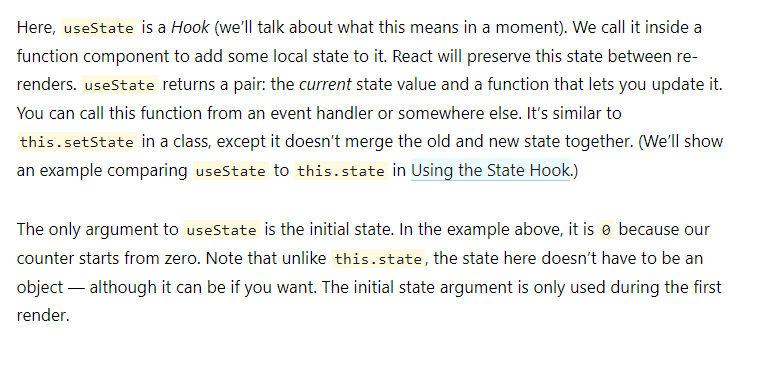 Here, useState is a Hook (we'll talk about what this means in a moment). We call it inside a
function component to add some local state to it. React will preserve this state between re-
renders. useState returns a pair: the current state value and a function that lets you update it.
You can call this function from an event handler or somewhere else. It's similar to
this.setState in a class, except it doesn't merge the old and new state together. (We'll show
an example comparing useState to this.state in Using the State Hook.)
The only argument to useState is the initial state. In the example above, it is 0 because our
counter starts from zero. Note that unlike this.state, the state here doesn't have to be an
object — although it can be if you want. The initial state argument is only used during the first
render.